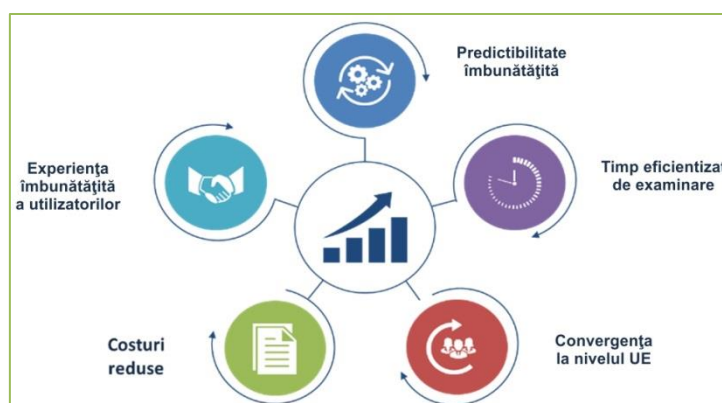 Predictibilitate
îmbunătăţită
Timp eficientizat
de examinare
Convergenţa
la nivelul UE
Costuri
reduse
Experienţa
îmbunătăţită
a utilizatorilor